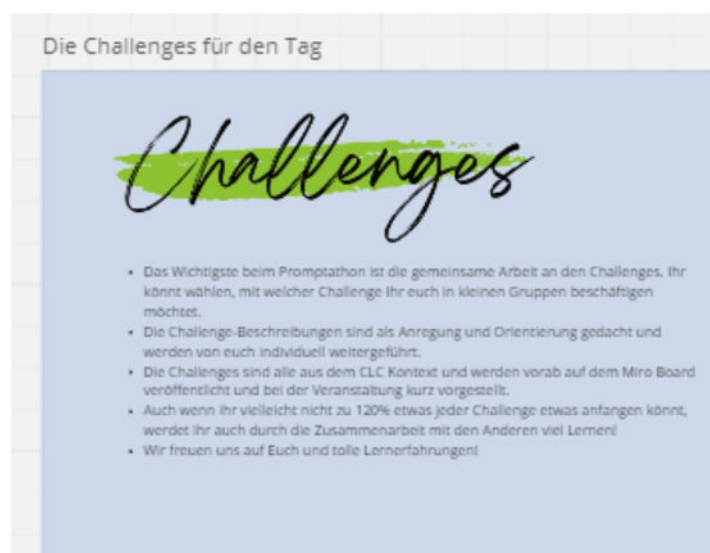 Die Challenges für den Tag
Challenges
• Das Wichtigste beim Promptathon ist die gemeinsame Arbeit an den Challenges. Ihr
könnt wählen, mit welcher Challenge Ihr euch in kleinen Gruppen beschäftigen
möchtet.
• Die Challenge-Beschreibungen sind als Anregung und Orientierung gedacht und
werden von euch individuell weitergeführt.
• Die Challenges sind alle aus dem CLC Kontext und werden vorab auf dem Miro Board
veröffentlicht und bei der Veranstaltung kurz vorgestellt.
• Auch wenn Ihr vielleicht nicht zu 120% etwas jeder Challenge etwas anfangen könnt,
werdet Ihr auch durch die Zusammenarbeit mit den Anderen viel Lernen!
• Wir freuen uns auf Euch und tolle Lernerfahrungen!